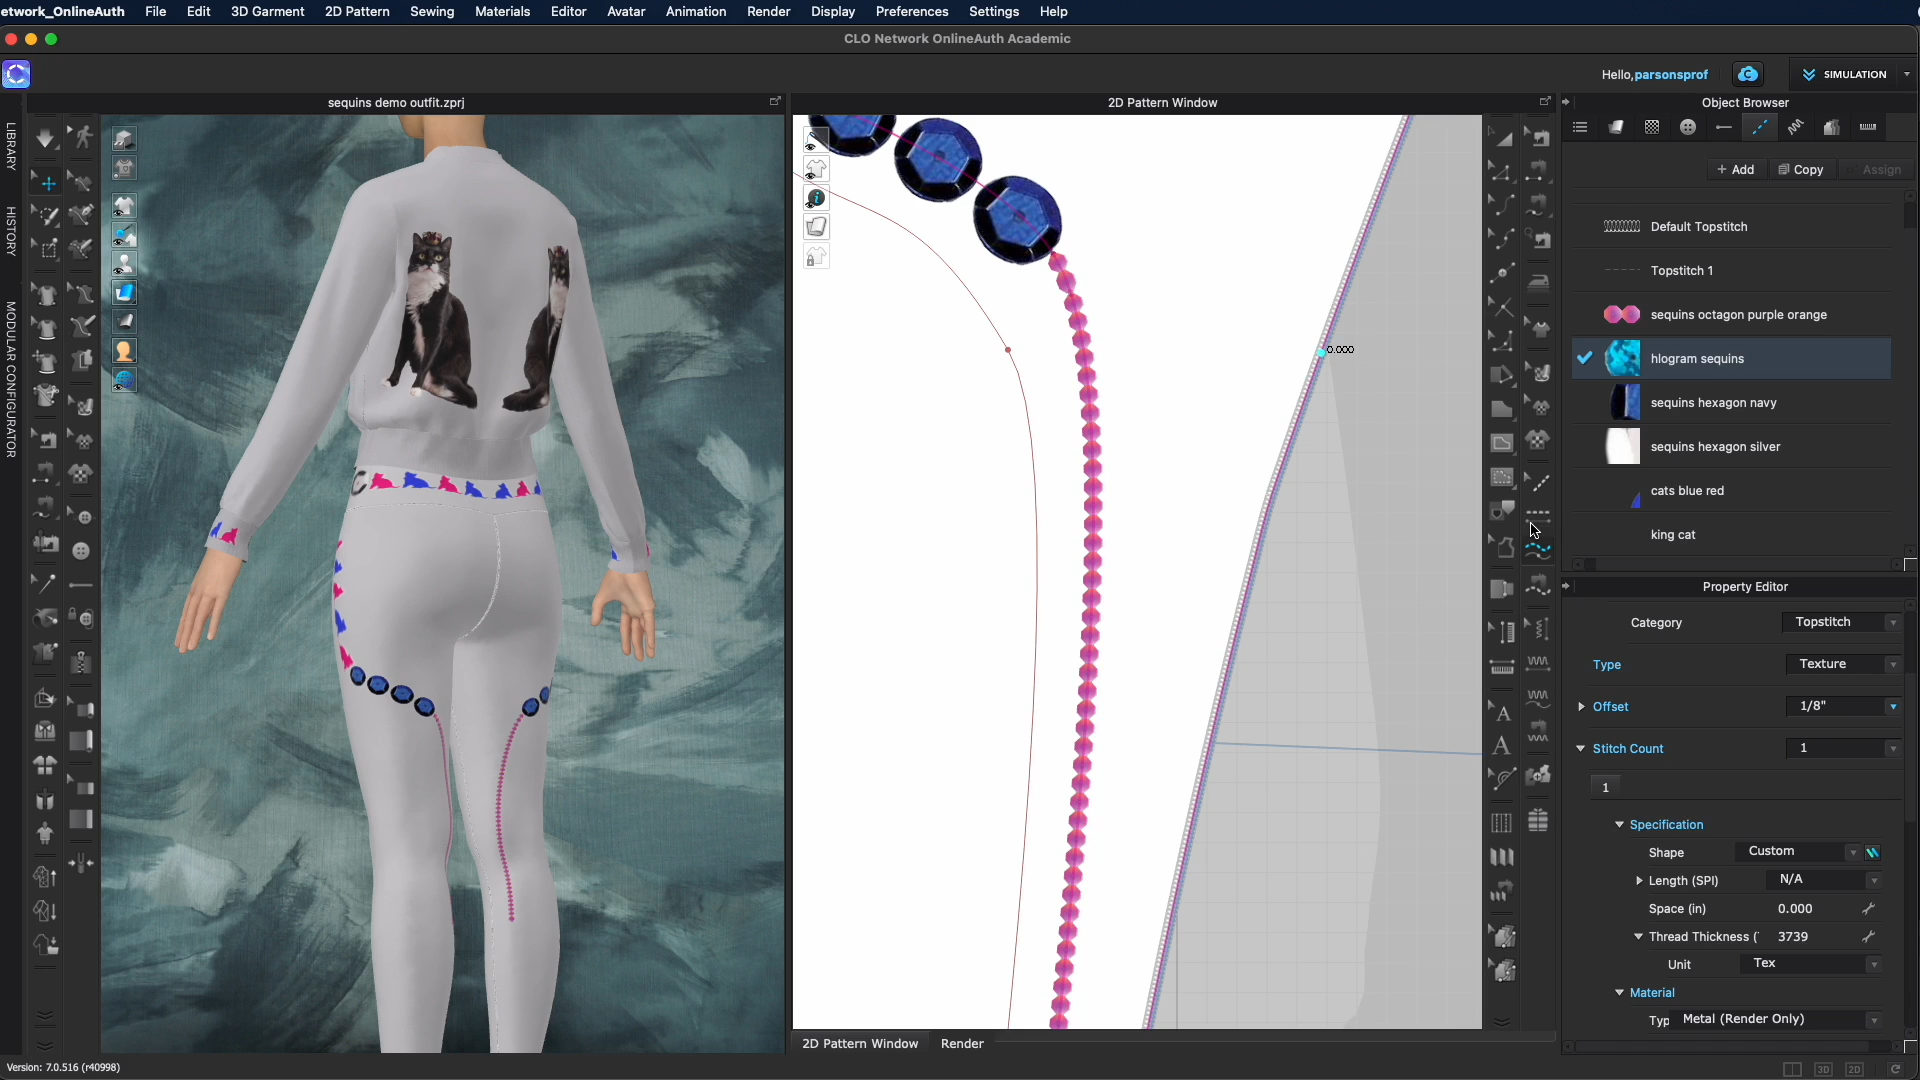 etwork_OnlineAuth File Edit 3D Garment 2D Pattern Sewing Materials Editor Avatar Animation Render Display Preferences Settings Help
CLO Network OnlineAuth Academic
Hello,parsonsprof
SIMULATION
sequins demo outfit.zprj
2D Pattern Window
Object Browser
LIBRARY
HISTORY
MODULAR CONFIGURATOR
+ Add
Copy
Assign
Default Topstitch
Topstitch 1
sequins octagon purple orange
hlogram sequins
sequins hexagon navy
sequins hexagon silver
cats blue red
king cat
0.000
Property Editor
Category Topstitch
Type Texture
Offset 1/8"
Stitch Count 1
1
Specification
Shape Custom
Length (SPI) N/A
Space (in) 0.000
Thread Thickness ( 3739
Unit Tex
Material
Typ Metal (Render Only)
2D Pattern Window Render
Version: 7.0.516 (r40998)
3D 2D